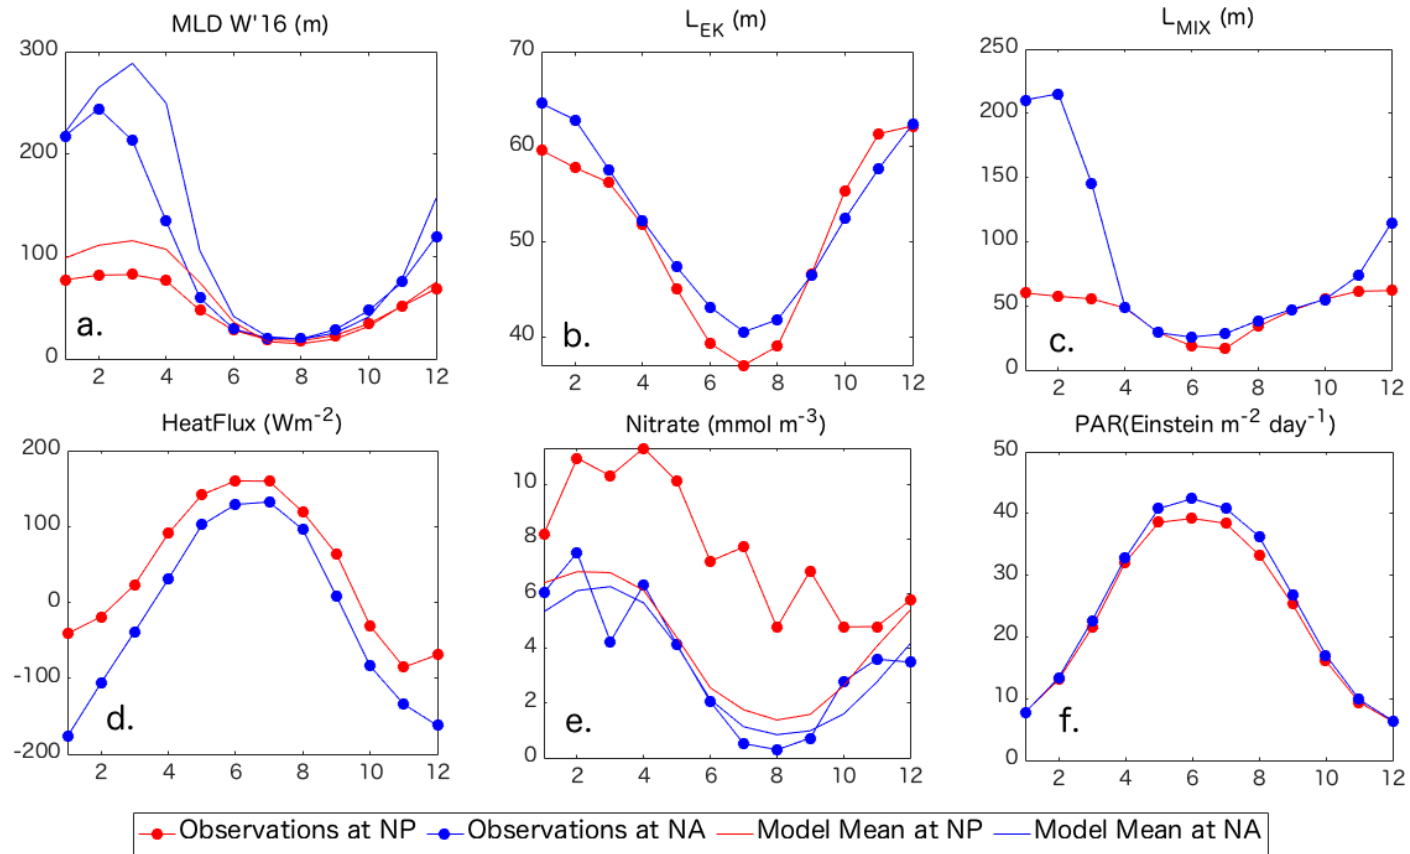 MLD W'16 (m)
300
200
100
0
2 4 6 8 10 12
a.
L_EK (m)
70
60
50
40
2 4 6 8 10 12
b.
L_MIX (m)
250
200
150
100
50
0
2 4 6 8 10 12
c.
HeatFlux (Wm⁻²)
200
100
0
-100
-200
2 4 6 8 10 12
d.
Nitrate (mmol m⁻³)
10
8
6
4
2
0
2 4 6 8 10 12
e.
PAR(Einstein m⁻² day⁻¹)
50
40
30
20
10
0
2 4 6 8 10 12
f.
Observations at NP Observations at NA Model Mean at NP Model Mean at NA